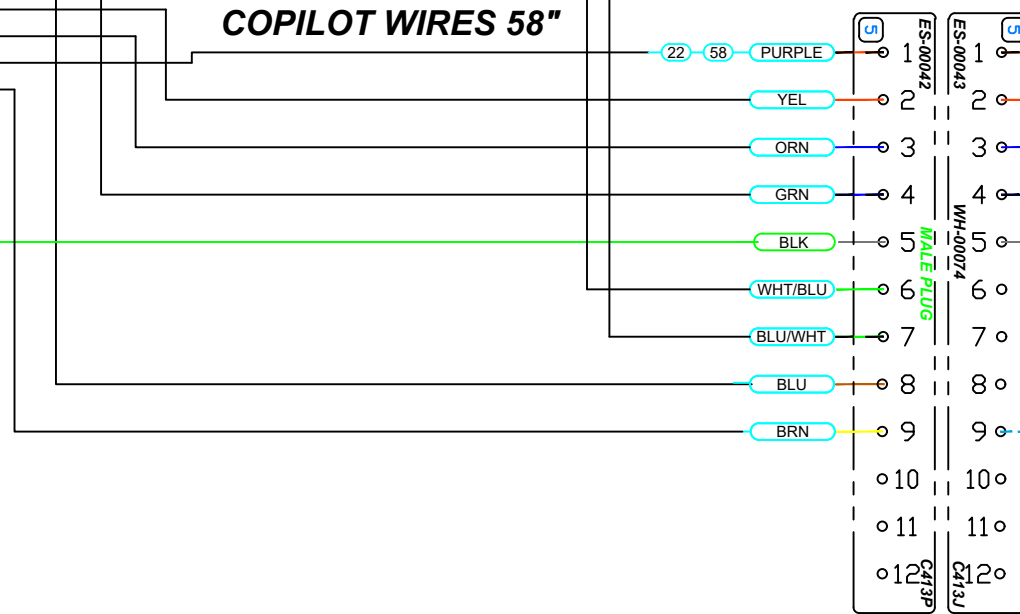 COPILOT WIRES 58"
22 58 PURPLE
YEL
ORN
GRN
BLK
WHT/BLU
BLU/WHT
BLU
BRN
5
ES-00042
1
2
3
4
5
6
7
8
9
10
11
12
MALE PLUG
C413P
5
ES-00043
WH-00074
1
2
3
4
5
6
7
8
9
10
11
12
C413J